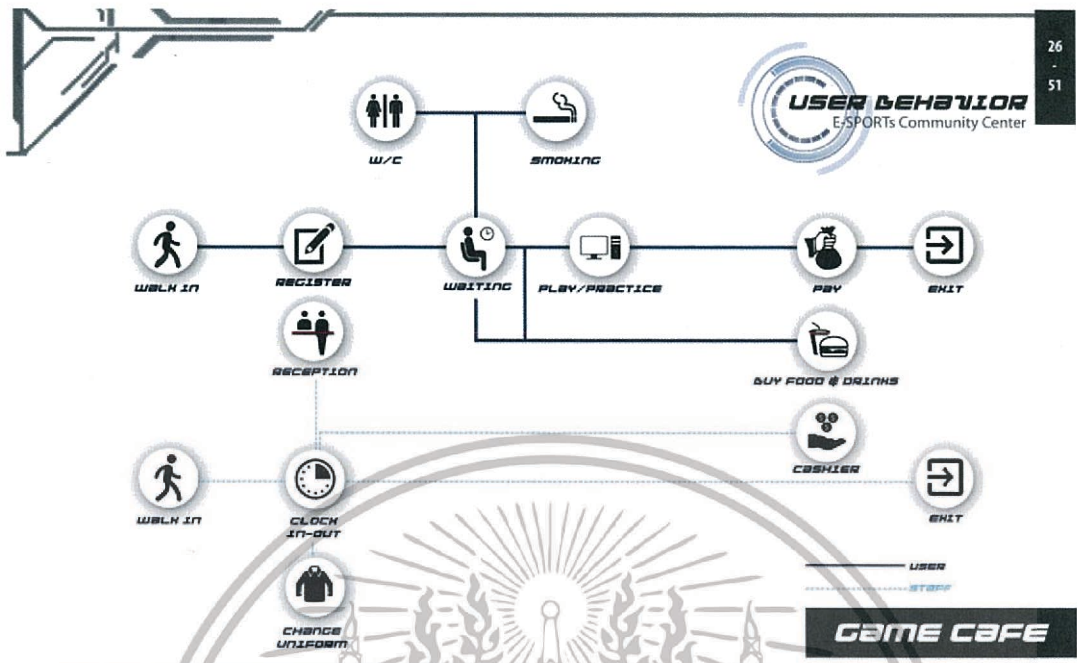 26
-
51
USER BEHAVIOR
E-SPORTs Community Center
W/C
SMOKING
WALK IN
REGISTER
WAITING
PLAY/PRACTICE
PAY
EXIT
RECEPTION
BUY FOOD & DRINKS
CASHIER
WALK IN
CLOCK
IN-OUT
EXIT
CHANGE
UNIFORM
USER
STAFF
GAME CAFE